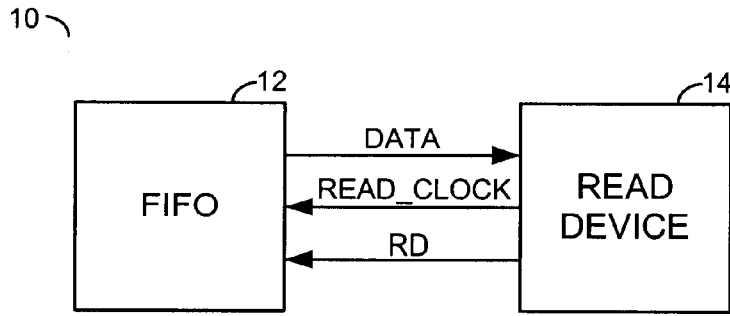 10
12
14
DATA
READ_CLOCK
RD
FIFO
READ
DEVICE